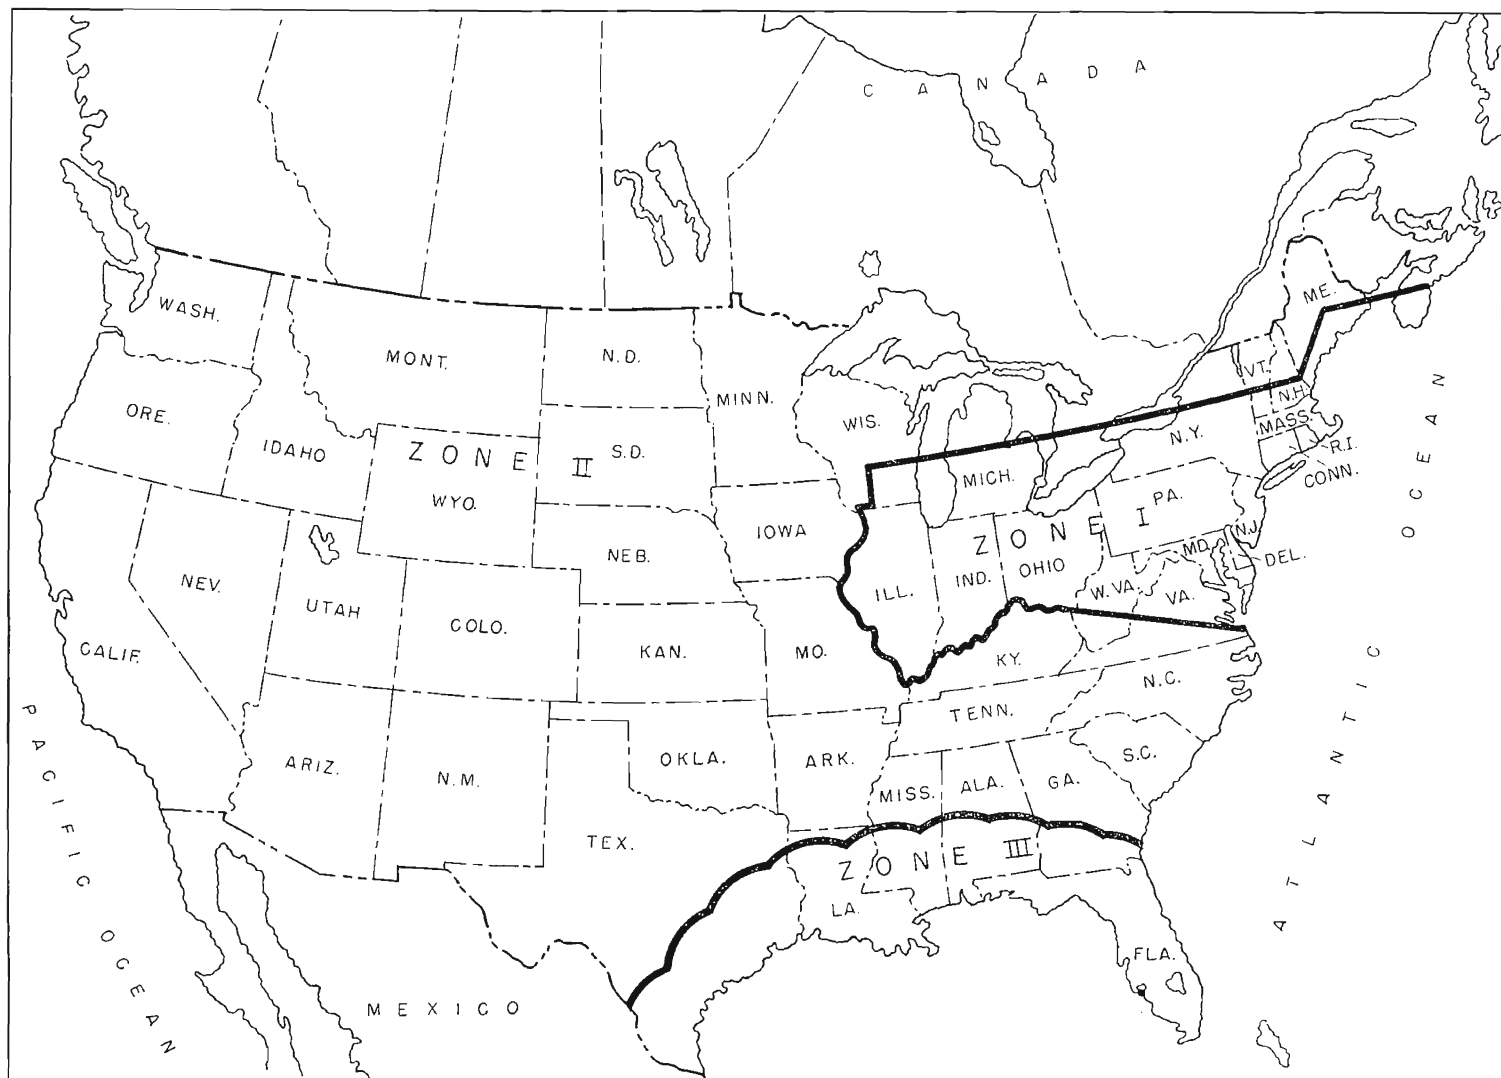 CANADA
WASH.
MONT.
N.D.
MINN.
ME.
VT.
N.H.
MASS.
R.I.
CONN.
ORE.
IDAHO
ZONE II
S.D.
WIS.
N.Y.
MICH.
WYO.
PA.
IOWA
ZONE I
N.J.
MD.
DEL.
NEB.
NEV.
UTAH
COLO.
ILL.
IND.
OHIO
W. VA.
VA.
CALIF.
KAN.
MO.
KY.
N.C.
TENN.
ARIZ.
N.M.
OKLA.
ARK.
MISS.
ALA.
GA.
S.C.
TEX.
ZONE III
LA.
FLA.
MEXICO
PACIFIC OCEAN
ATLANTIC OCEAN